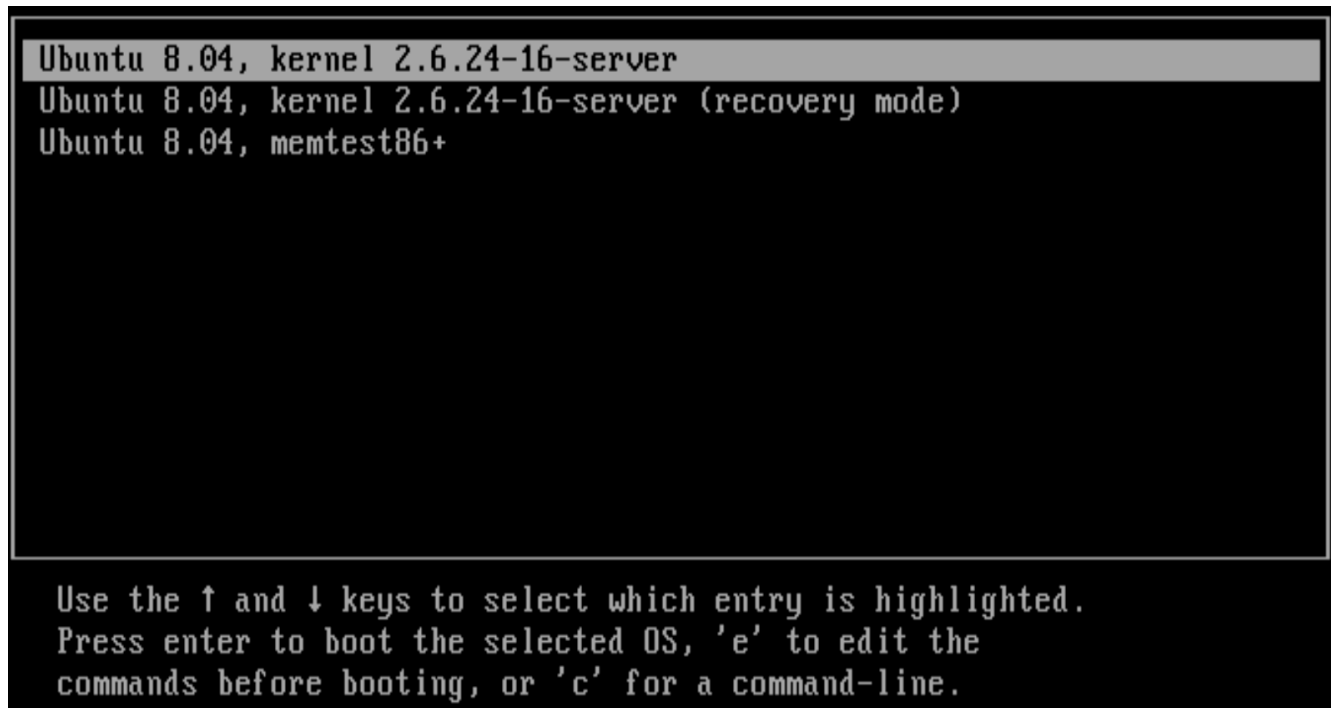 Ubuntu 8.04, kernel 2.6.24-16-server
Ubuntu 8.04, kernel 2.6.24-16-server (recovery mode)
Ubuntu 8.04, memtest86+
Use the ↑ and ↓ keys to select which entry is highlighted.
Press enter to boot the selected OS, 'e' to edit the
commands before booting, or 'c' for a command-line.